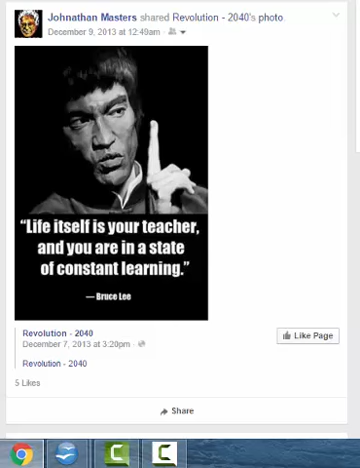 Johnathan Masters shared Revolution - 2040's photo
December 9, 2013 at 12:49am ·
“Life itself is your teacher,
and you are in a state
of constant learning.”
— Bruce Lee
Revolution - 2040
December 7, 2013 at 3:20pm ·
Like Page
Revolution - 2040
5 Likes
Share